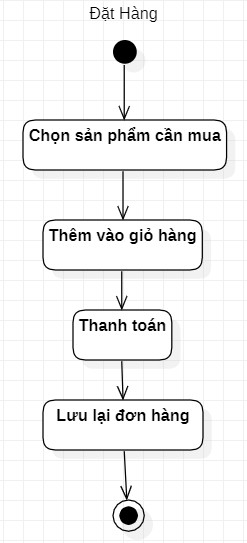 Đặt Hàng
Chọn sản phẩm cần mua
Thêm vào giỏ hàng
Thanh toán
Lưu lại đơn hàng